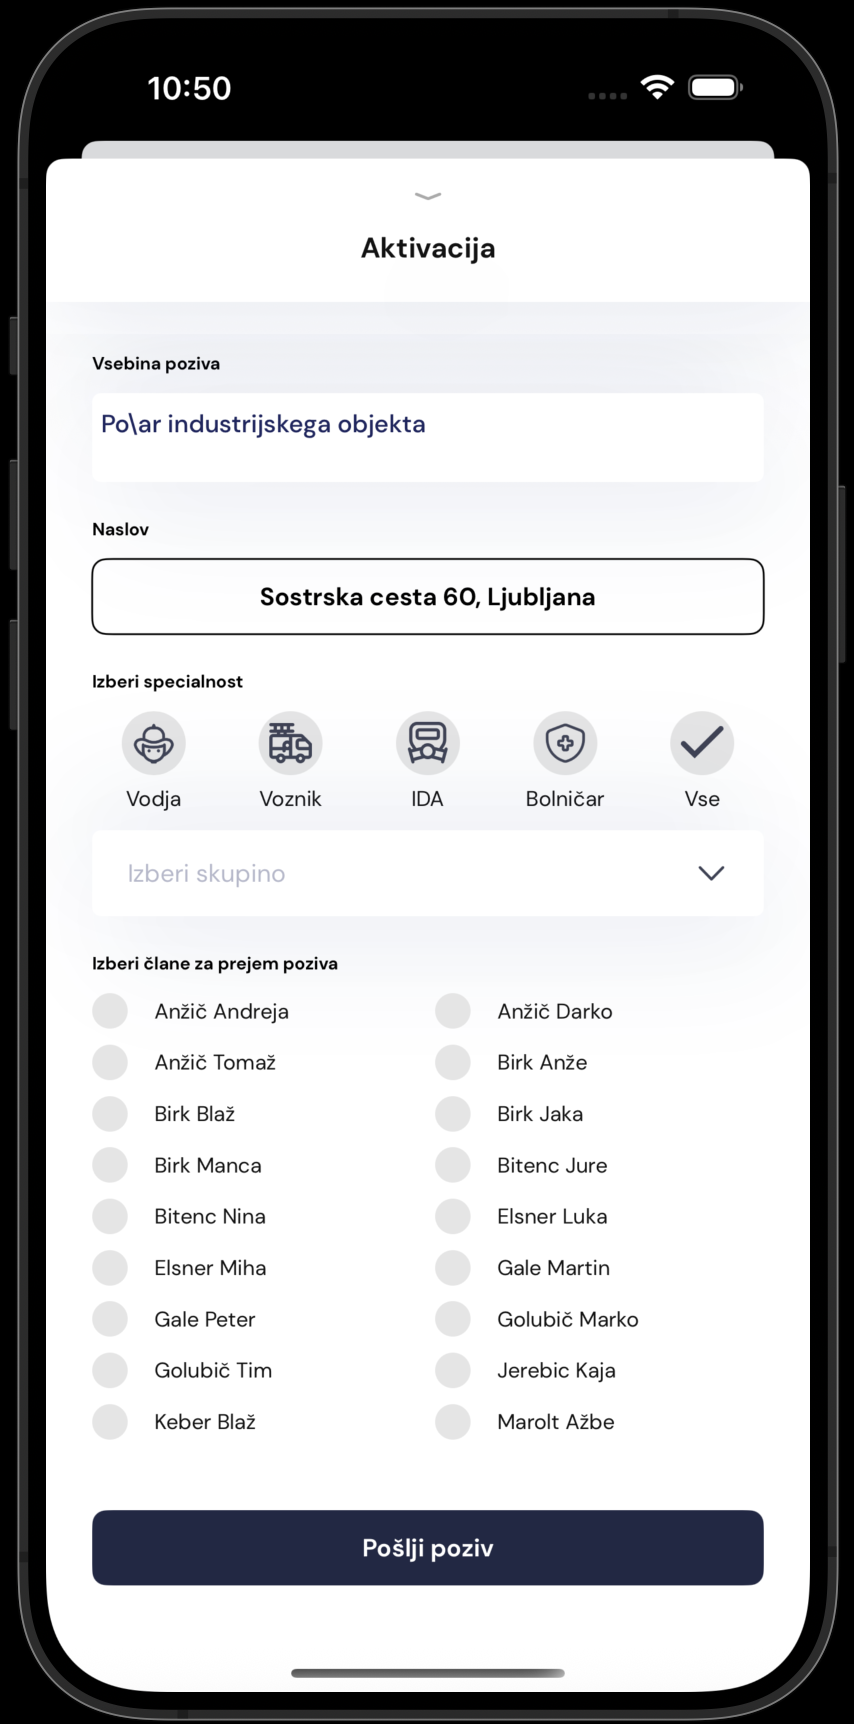 10:50
Aktivacija
Vsebina poziva
Po\ar industrijskega objekta
Naslov
Sostrska cesta 60, Ljubljana
Izberi specialnost
Vodja Voznik IDA Bolničar Vse
Izberi skupino
Izberi člane za prejem poziva
Anžič Andreja Anžič Darko
Anžič Tomaž Birk Anže
Birk Blaž Birk Jaka
Birk Manca Bitenc Jure
Bitenc Nina Elsner Luka
Elsner Miha Gale Martin
Gale Peter Golubič Marko
Golubič Tim Jerebic Kaja
Keber Blaž Marolt Ažbe
Pošlji poziv